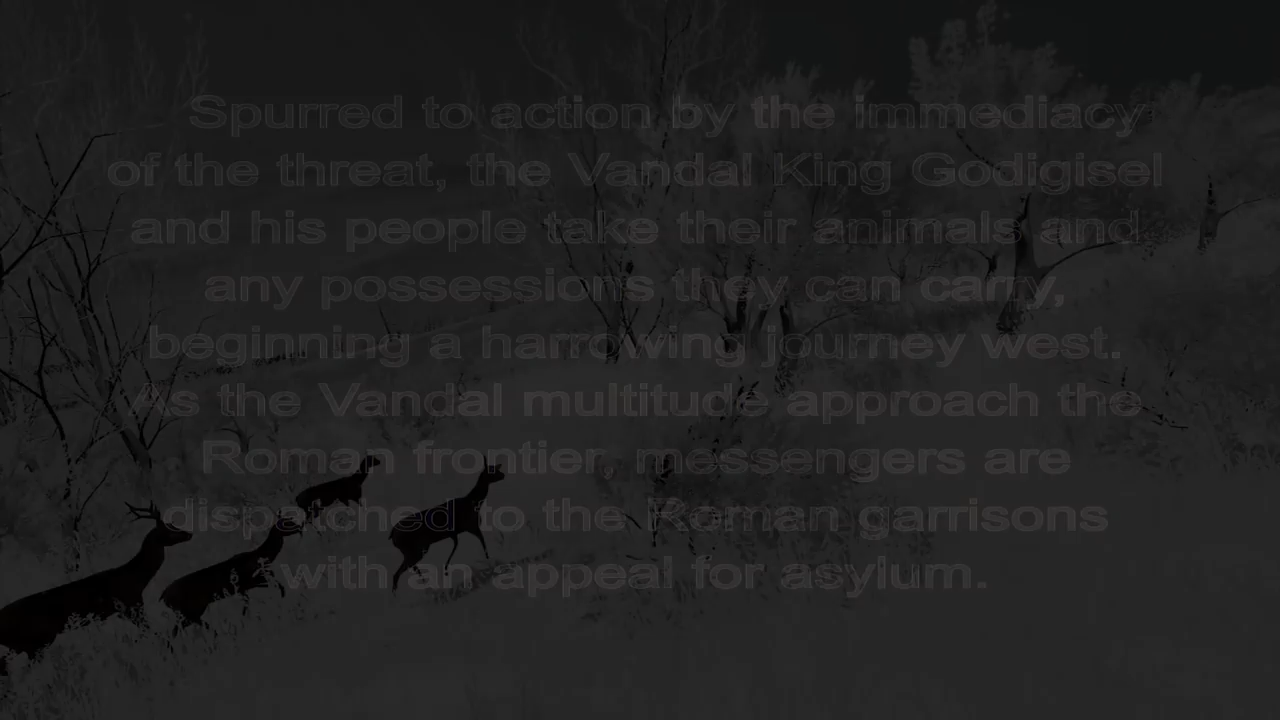 Spurred to action by the immediacy
of the threat, the Vandal King Godigisel
and his people take their animals and
any possessions they can carry,
beginning a harrowing journey west.
As the Vandal multitude approach the
Roman frontier, messengers are
dispatched to the Roman garrisons
with an appeal for asylum.